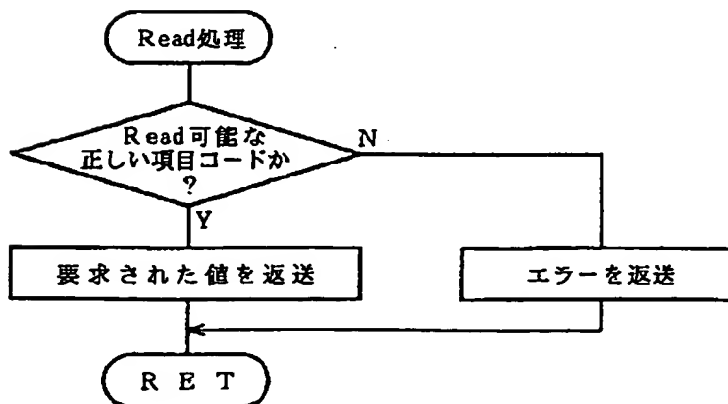 Read処理
Read可能な
正しい項目コードか
?
N
Y
要求された値を返送
エラーを返送
RET